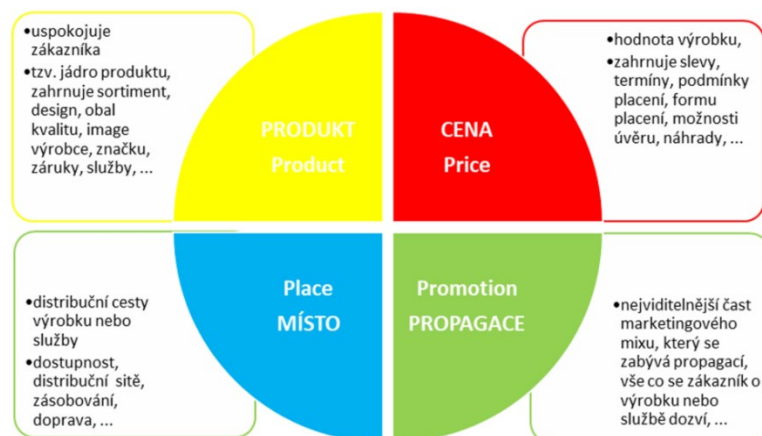 •uspokojuje
zákazníka
•tzv. jádro produktu,
zahrnuje sortiment,
design, obal
kvalitu, image
výrobce, značku,
záruky, služby, ...
PRODUKT
Product
CENA
Price
•hodnota výrobku,
•zahrnuje slevy,
termíny, podmínky
placení, formu
placení, možnosti
úvěru, náhrady, ...
•distribuční cesty
výrobku nebo
služby
•dostupnost,
distribuční sítě,
zásobování,
doprava, ...
Place
MÍSTO
Promotion
PROPAGACE
•nejviditelnější čast
marketingového
mixu, který se
zabývá propagací,
vše co se zákazník o
výrobku nebo
službě dozví, ...